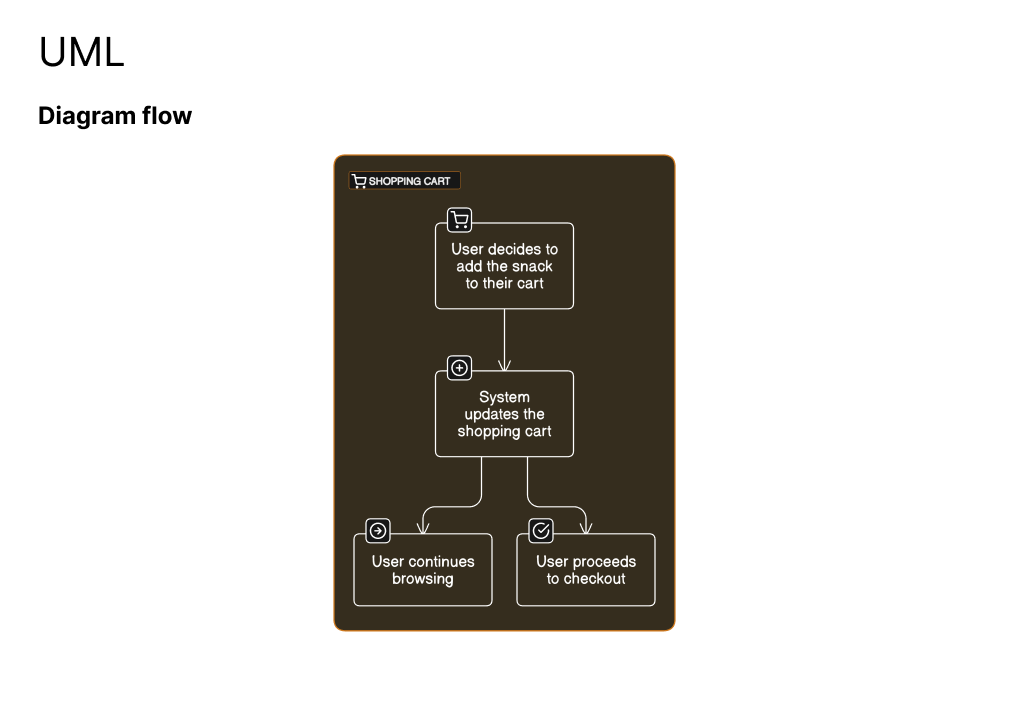 UML
Diagram flow
SHOPPING CART
User decides to
add the snack
to their cart
System
updates the
shopping cart
User continues
browsing
User proceeds
to checkout